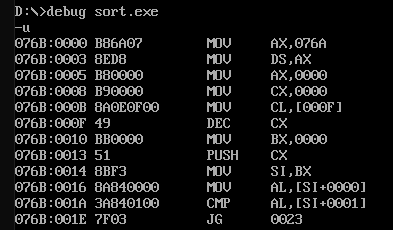 D:\>debug sort.exe
-u
076B:0000 B86A07 MOV AX,076A
076B:0003 8ED8 MOV DS,AX
076B:0005 B80000 MOV AX,0000
076B:0008 B90000 MOV CX,0000
076B:000B 8A0E0F00 MOV CL,[000F]
076B:000F 49 DEC CX
076B:0010 BB0000 MOV BX,0000
076B:0013 51 PUSH CX
076B:0014 8BF3 MOV SI,BX
076B:0016 8A840000 MOV AL,[SI+0000]
076B:001A 3A840100 CMP AL,[SI+0001]
076B:001E 7F03 JG 0023